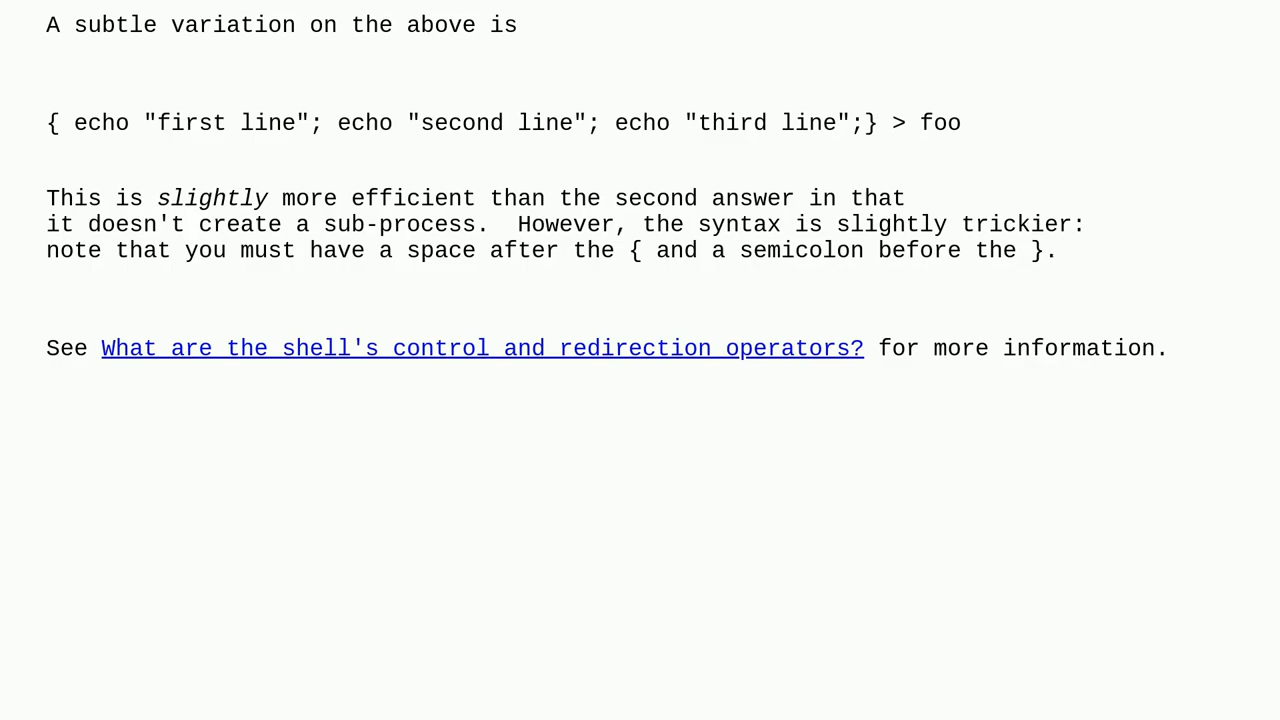 A subtle variation on the above is
{ echo "first line"; echo "second line"; echo "third line";} > foo
This is slightly more efficient than the second answer in that
it doesn't create a sub-process.  However, the syntax is slightly trickier:
note that you must have a space after the { and a semicolon before the }.
See What are the shell's control and redirection operators? for more information.